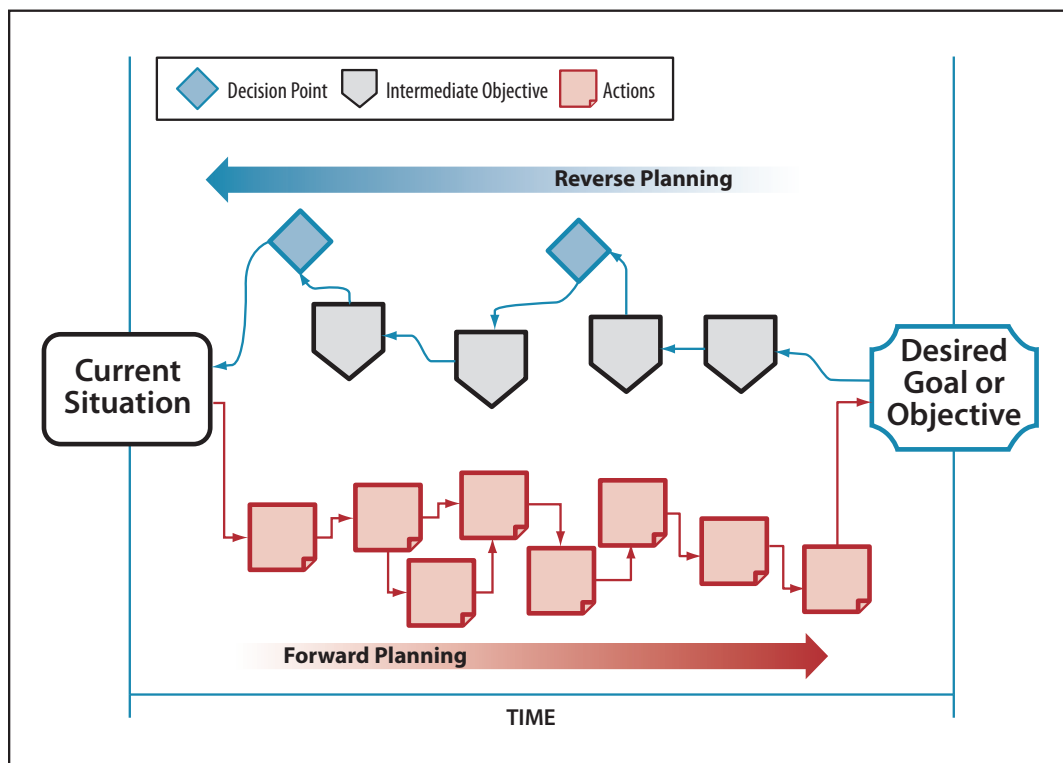 Decision Point
Intermediate Objective
Actions
Reverse Planning
Current
Situation
Desired
Goal or
Objective
Forward Planning
TIME